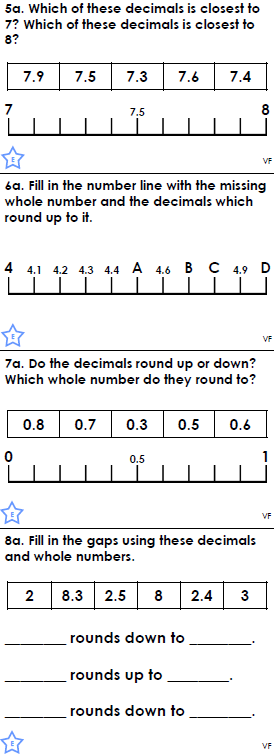 5a. Which of these decimals is closest to
7? Which of these decimals is closest to
8?
7.9 7.5 7.3 7.6 7.4
7 7.5 8
E
VF
6a. Fill in the number line with the missing
whole number and the decimals which
round up to it.
4 4.1 4.2 4.3 4.4 A 4.6 B C 4.9 D
E
VF
7a. Do the decimals round up or down?
Which whole number do they round to?
0.8 0.7 0.3 0.5 0.6
0 0.5 1
E
VF
8a. Fill in the gaps using these decimals
and whole numbers.
2 8.3 2.5 8 2.4 3
________ rounds down to ________.
________ rounds up to ________.
________ rounds down to ________.
E
VF